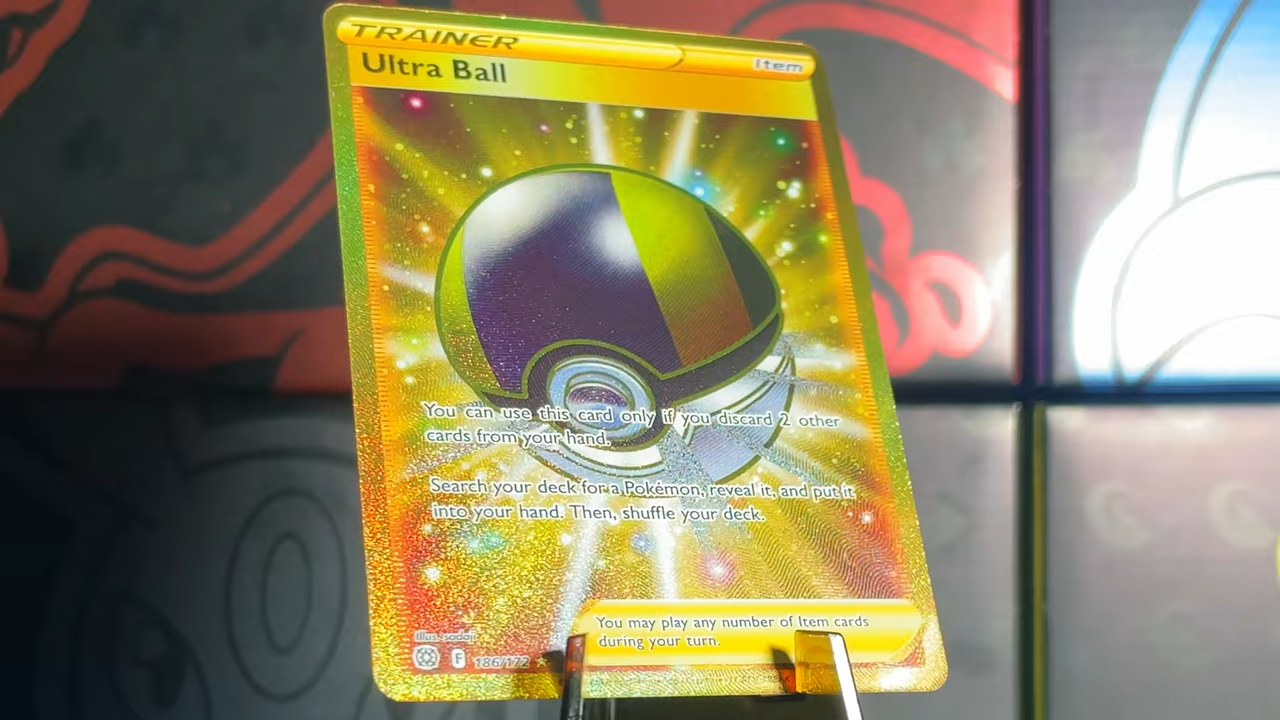 TRAINER
Item
Ultra Ball
You can use this card only if you discard 2 other
cards from your hand.
Search your deck for a Pokémon, reveal it, and put it
into your hand. Then, shuffle your deck.
You may play any number of Item cards
during your turn.
Illus. sadaji
F 186/172